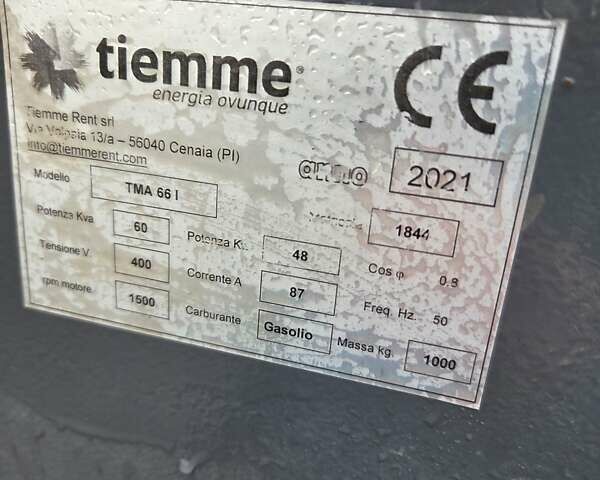 tiemme
energia ovunque
CE
Tiemme Rent srl
Via Volpaia 13/a – 56040 Cenaia (PI)
info@tiemmerent.com
anno 2021
Modello TMA 66 I
Matricola 1844
Potenza Kva 60 Potenza K 48 Cos φ 0.8
Tensione V. 400 Corrente A 87 Freq. Hz. 50
rpm motore 1500 Carburante Gasolio Massa kg. 1000